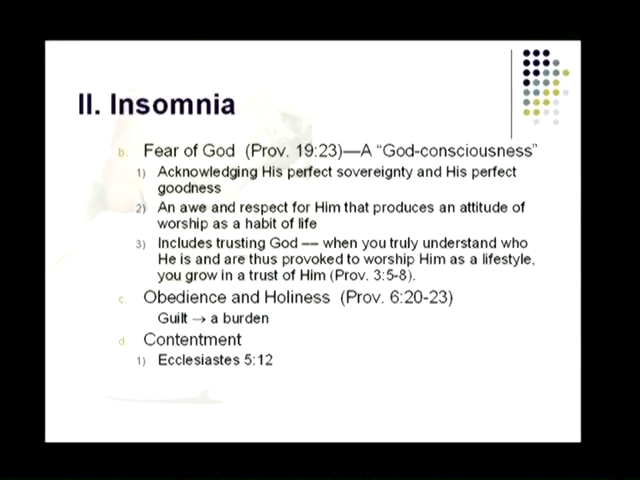 II. Insomnia
b. Fear of God (Prov. 19:23)—A “God-consciousness”
1) Acknowledging His perfect sovereignty and His perfect
goodness
2) An awe and respect for Him that produces an attitude of
worship as a habit of life
3) Includes trusting God –– when you truly understand who
He is and are thus provoked to worship Him as a lifestyle,
you grow in a trust of Him (Prov. 3:5-8).
c. Obedience and Holiness (Prov. 6:20-23)
Guilt → a burden
d. Contentment
1) Ecclesiastes 5:12